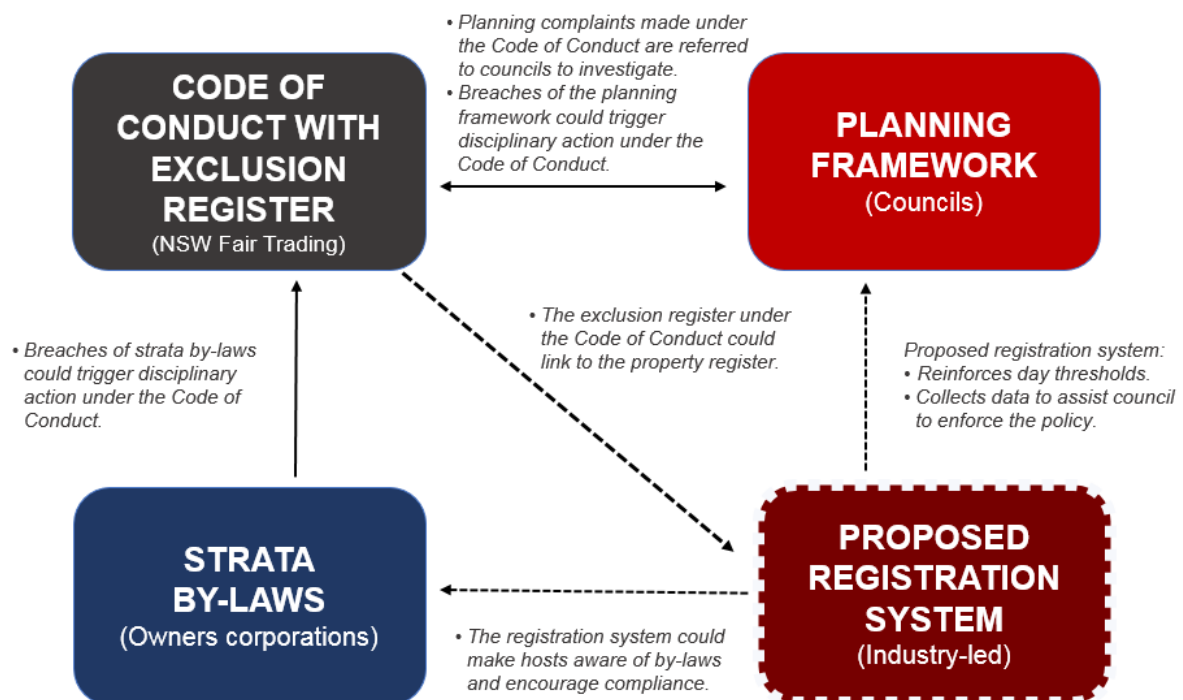 • Planning complaints made under
the Code of Conduct are referred
to councils to investigate.
• Breaches of the planning
framework could trigger
disciplinary action under the
Code of Conduct.
CODE OF
CONDUCT WITH
EXCLUSION
REGISTER
(NSW Fair Trading)
PLANNING
FRAMEWORK
(Councils)
• Breaches of strata by-laws
could trigger disciplinary
action under the Code of
Conduct.
• The exclusion register under
the Code of Conduct could
link to the property register.
Proposed registration system:
• Reinforces day thresholds.
• Collects data to assist council
to enforce the policy.
STRATA
BY-LAWS
(Owners corporations)
PROPOSED
REGISTRATION
SYSTEM
(Industry-led)
• The registration system could
make hosts aware of by-laws
and encourage compliance.